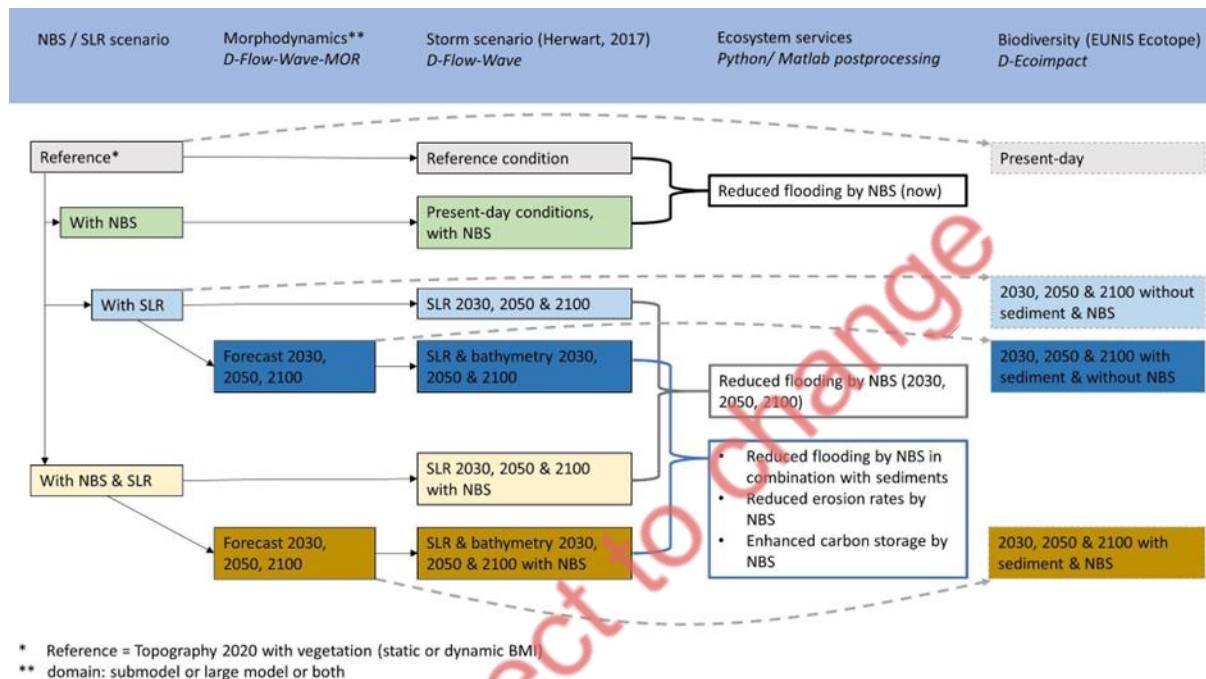 NBS / SLR scenario
Morphodynamics**
D-Flow-Wave-MOR
Storm scenario (Herwart, 2017)
D-Flow-Wave
Ecosystem services
Python/ Matlab postprocessing
Biodiversity (EUNIS Ecotope)
D-Ecoimpact
Reference*
Reference condition
Present-day
Reduced flooding by NBS (now)
With NBS
Present-day conditions,
with NBS
With SLR
SLR 2030, 2050 & 2100
2030, 2050 & 2100 without
sediment & NBS
Forecast 2030,
2050, 2100
SLR & bathymetry 2030,
2050 & 2100
2030, 2050 & 2100 with
sediment & without NBS
Reduced flooding by NBS (2030,
2050, 2100)
With NBS & SLR
SLR 2030, 2050 & 2100
with NBS
• Reduced flooding by NBS in
combination with sediments
• Reduced erosion rates by
NBS
• Enhanced carbon storage by
NBS
Forecast 2030,
2050, 2100
SLR & bathymetry 2030,
2050 & 2100 with NBS
2030, 2050 & 2100 with
sediment & NBS
* Reference = Topography 2020 with vegetation (static or dynamic BMI)
** domain: submodel or large model or both
ect to change